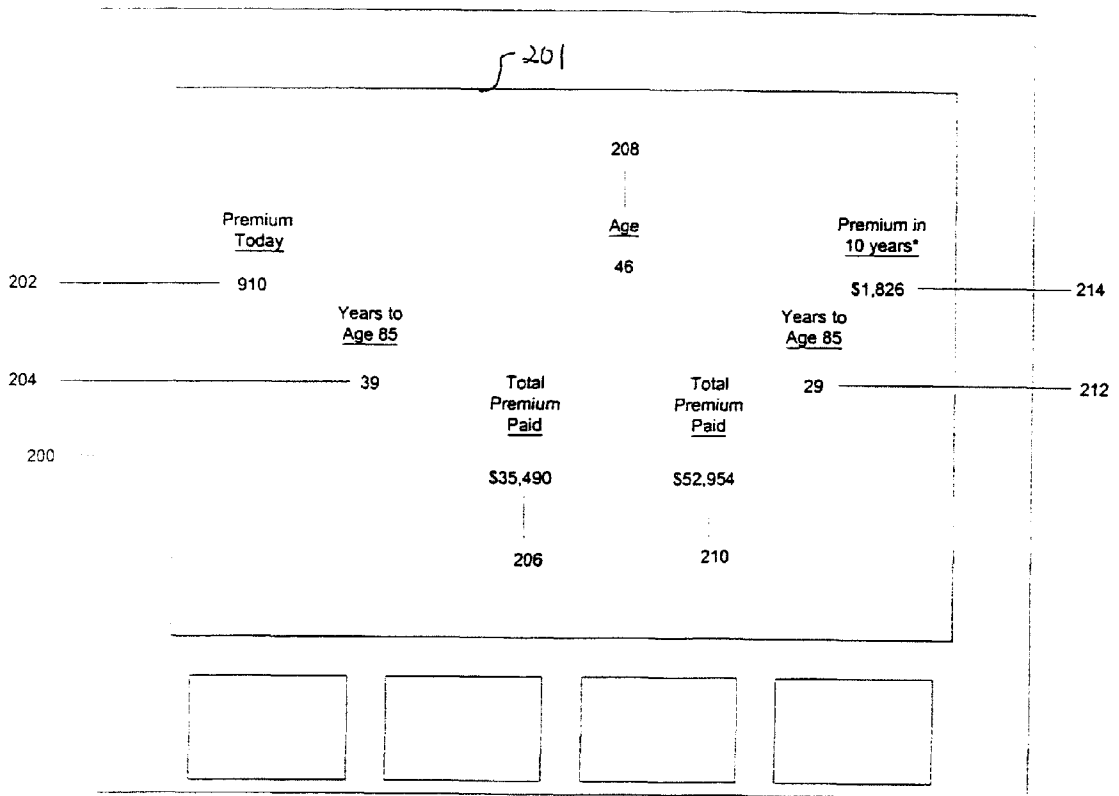 201
208
Premium
Today
Age
Premium in
10 years*
46
202
910
$1,826
214
Years to
Age 85
Years to
Age 85
204
39
Total
Premium
Paid
Total
Premium
Paid
29
212
200
$35,490
$52,954
206
210